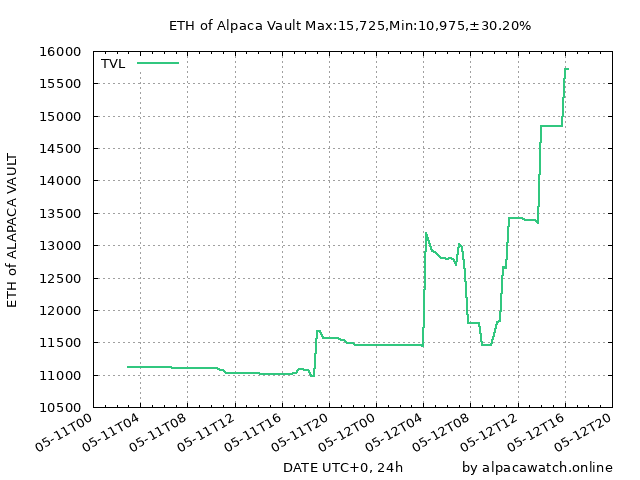 ETH of Alpaca Vault Max:15,725,Min:10,975,±30.20%
TVL
16000
15500
15000
14500
14000
13500
13000
12500
12000
11500
11000
10500
ETH of ALAPACA VAULT
05-11T00
05-11T04
05-11T08
05-11T12
05-11T16
05-11T20
05-12T00
05-12T04
05-12T08
05-12T12
05-12T16
05-12T20
DATE UTC+0, 24h
by alpacawatch.online